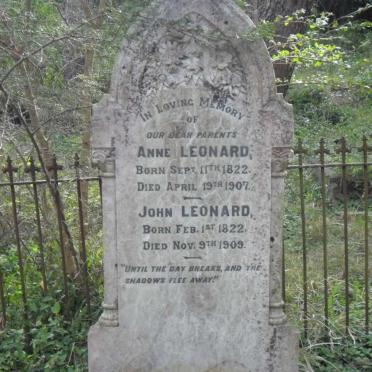 In Loving Memory
of
our dear parents
Anne LEONARD,
Born Sept. 11TH 1822.
Died April 19TH 1907.
John LEONARD,
Born Feb. 1ST 1822.
Died Nov. 9TH 1909.
"Until the day breaks, and the
shadows flee away."